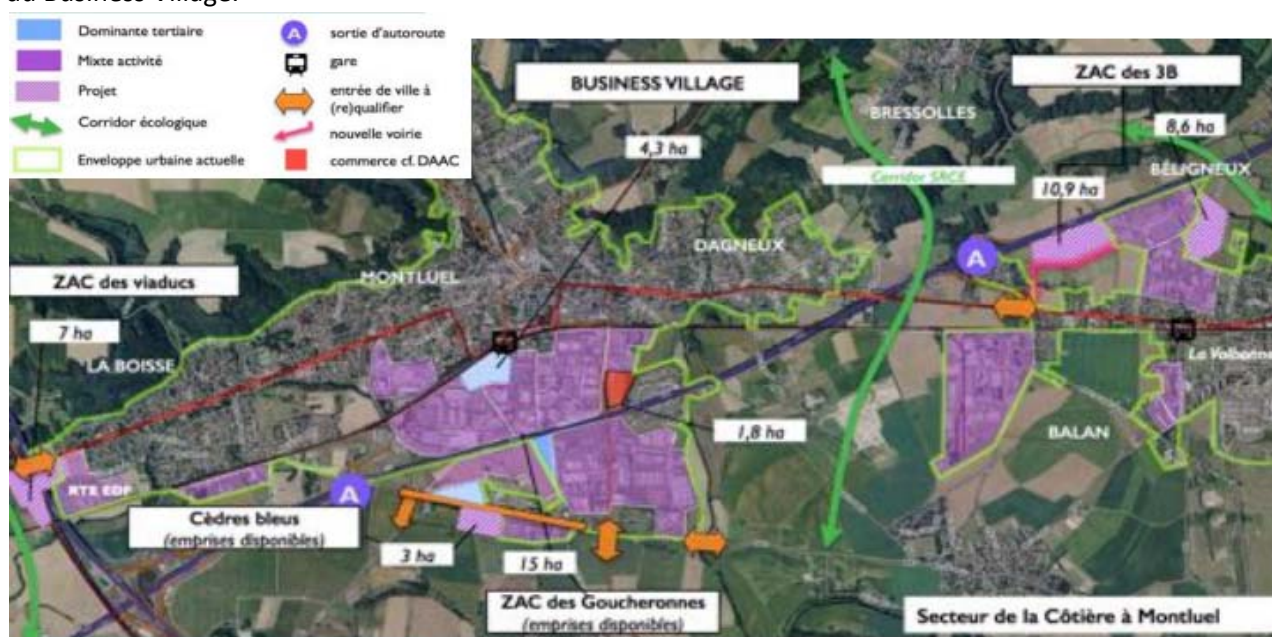 au Business Village.
Dominante tertiaire
Mixte activité
Projet
Corridor écologique
Enveloppe urbaine actuelle
A sortie d'autoroute
gare
entrée de ville à
(re)qualifier
nouvelle voirie
commerce cf. DAAC
BUSINESS VILLAGE
4,3 ha
BRESSOLLES
ZAC des 3B
8,6 ha
BÉLIGNEUX
Corridor SRCE
10,9 ha
DAGNEUX
A
MONTLUEL
ZAC des viaducs
7 ha
LA BOISSE
La Valbonne
1,8 ha
BALAN
RTE EDF
A
Cèdres bleus
(emprises disponibles)
3 ha
15 ha
ZAC des Goucheronnes
(emprises disponibles)
Secteur de la Côtière à Montluel